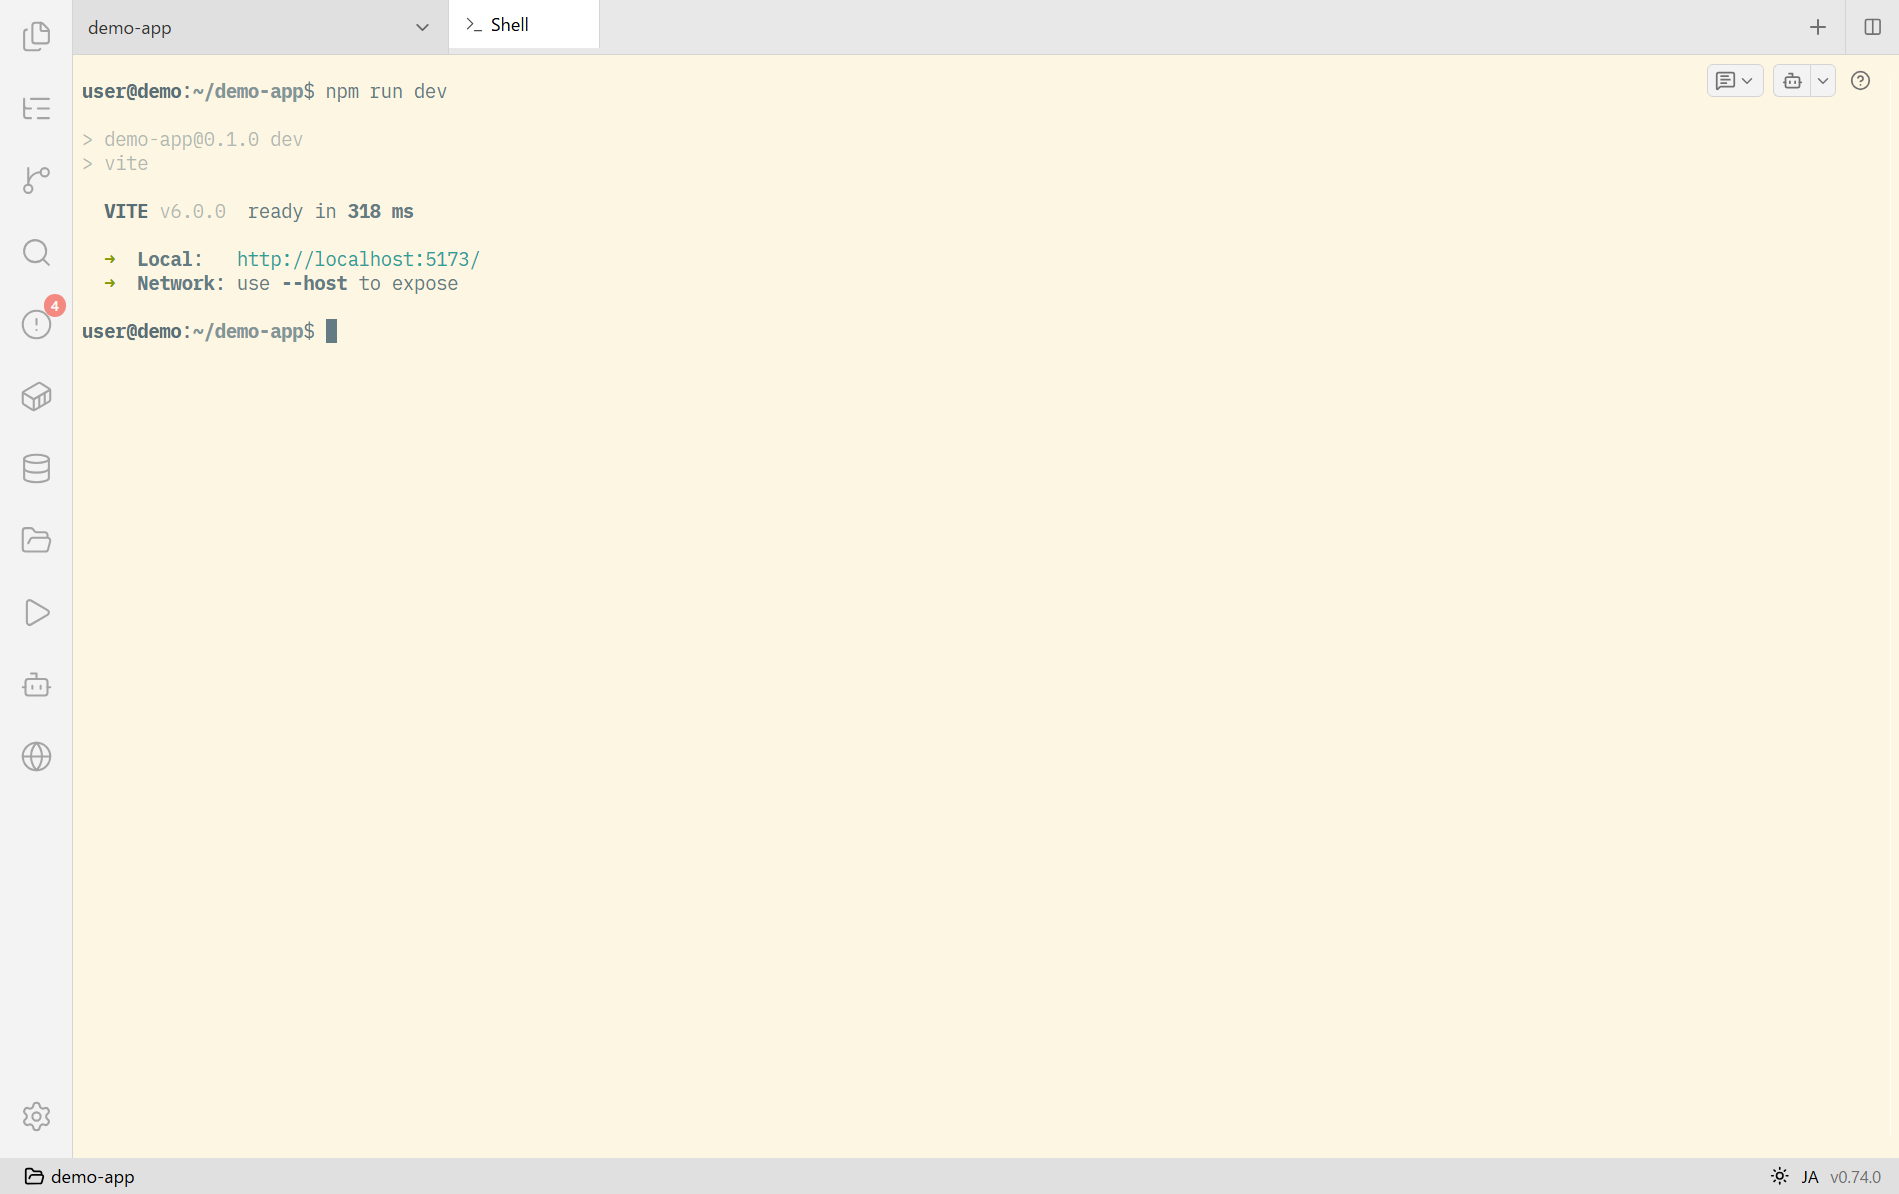 demo-app
Shell
user@demo:~/demo-app$ npm run dev
> demo-app@0.1.0 dev
> vite
VITE v6.0.0  ready in 318 ms
➜  Local:   http://localhost:5173/
➜  Network: use --host to expose
user@demo:~/demo-app$
4
demo-app
JA
v0.74.0